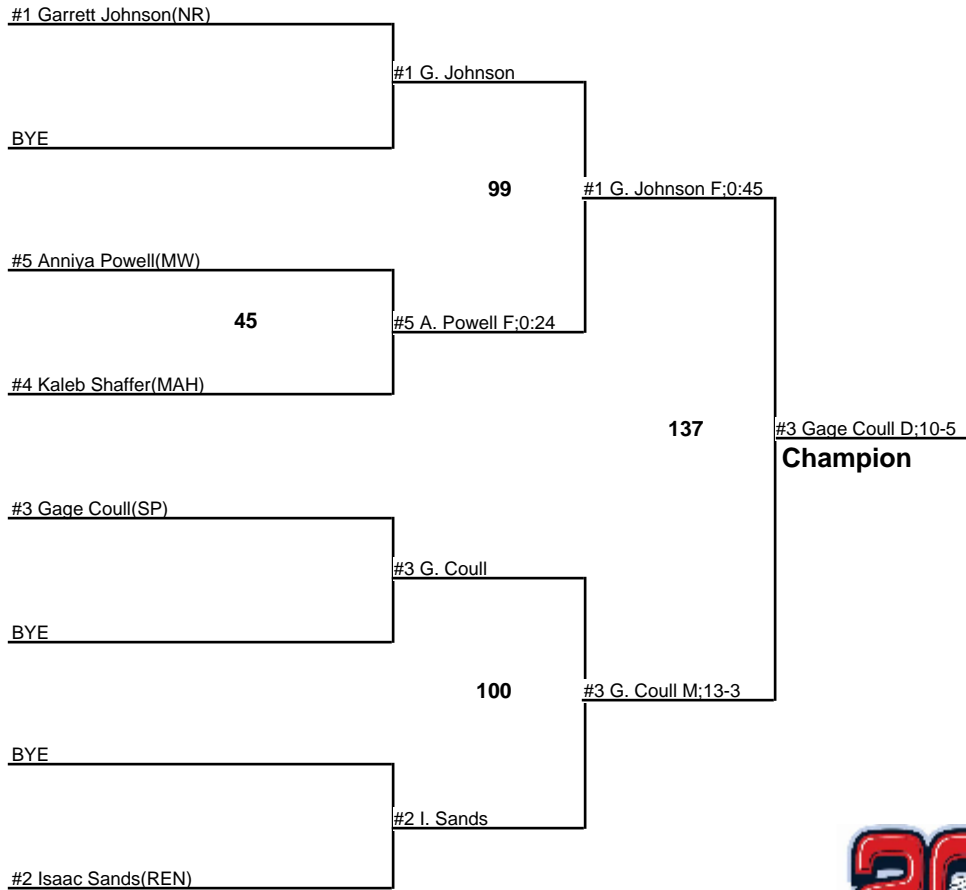 #1 Garrett Johnson(NR)
#1 G. Johnson
BYE
99
#1 G. Johnson F;0:45
#5 Anniya Powell(MW)
45
#5 A. Powell F;0:24
#4 Kaleb Shaffer(MAH)
137
#3 Gage Coull D;10-5
Champion
#3 Gage Coull(SP)
#3 G. Coull
BYE
100
#3 G. Coull M;13-3
BYE
#2 I. Sands
#2 Isaac Sands(REN)